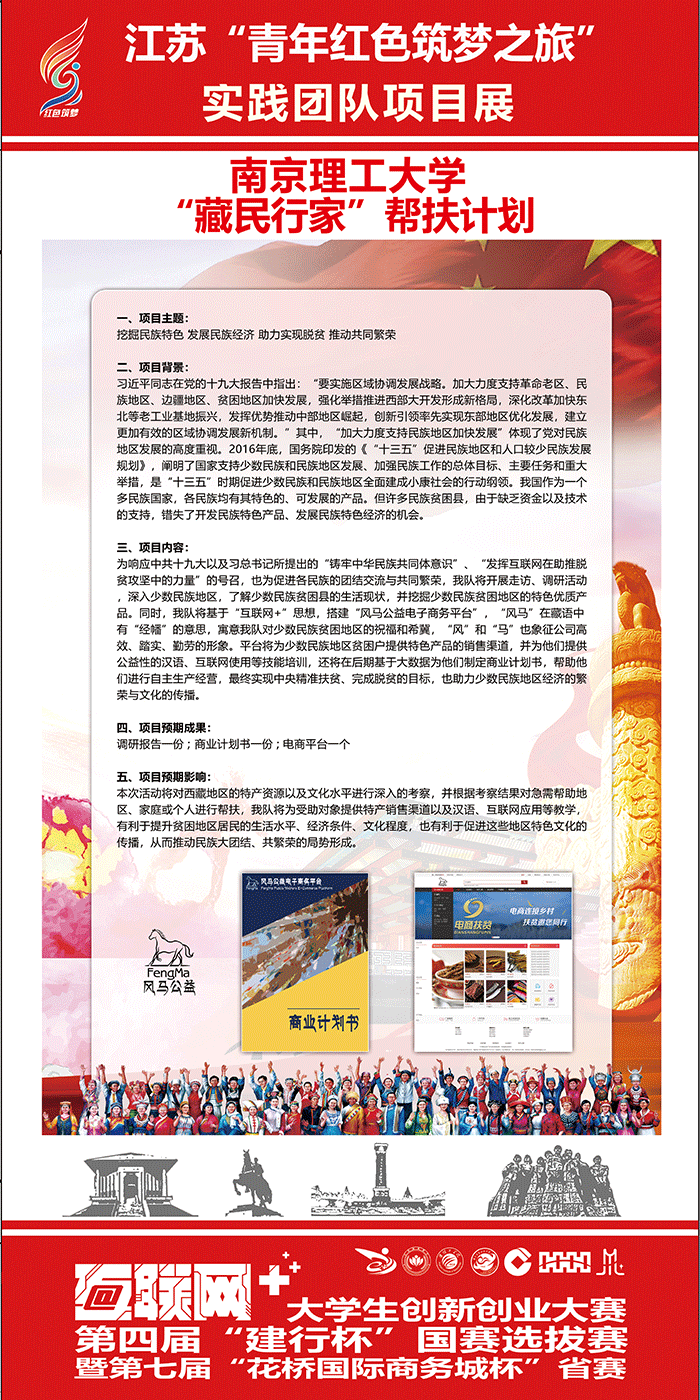 红色筑梦
江苏“青年红色筑梦之旅”
实践团队项目展
南京理工大学
“藏民行家”帮扶计划
一、项目主题：
挖掘民族特色 发展民族经济 助力实现脱贫 推动共同繁荣
二、项目背景：
习近平同志在党的十九大报告中指出：“要实施区域协调发展战略。加大力度支持革命老区、民
族地区、边疆地区、贫困地区加快发展，强化举措推进西部大开发形成新格局，深化改革加快东
北等老工业基地振兴，发挥优势推动中部地区崛起，创新引领率先实现东部地区优化发展，建立
更加有效的区域协调发展新机制。”其中，“加大力度支持民族地区加快发展”体现了党对民族
地区发展的高度重视。2016年底，国务院印发的《“十三五”促进民族地区和人口较少民族发展
规划》，阐明了国家支持少数民族和民族地区发展、加强民族工作的总体目标、主要任务和重大
举措，是“十三五”时期促进少数民族和民族地区全面建成小康社会的行动纲领。我国作为一个
多民族国家，各民族均有其特色的、可发展的产品。但许多民族贫困县，由于缺乏资金以及技术
的支持，错失了开发民族特色产品、发展民族特色经济的机会。
三、项目内容：
为响应中共十九大以及习总书记所提出的“铸牢中华民族共同体意识”、“发挥互联网在助推脱
贫攻坚中的力量”的号召，也为促进各民族的团结交流与共同繁荣，我队将开展走访、调研活动
，深入少数民族地区，了解少数民族贫困县的生活现状，并挖掘少数民族贫困地区的特色优质产
品。同时，我队将基于“互联网+”思想，搭建“风马公益电子商务平台”，“风马”在藏语中
有“经幡”的意思，寓意我队对少数民族贫困地区的祝福和希冀，“风”和“马”也象征公司高
效、踏实、勤劳的形象。平台将为少数民族地区贫困户提供特色产品的销售渠道，并为他们提供
公益性的汉语、互联网使用等技能培训，还将在后期基于大数据为他们制定商业计划书，帮助他
们进行自主生产经营，最终实现中央精准扶贫、完成脱贫的目标，也助力少数民族地区经济的繁
荣与文化的传播。
四、项目预期成果：
调研报告一份；商业计划书一份；电商平台一个
五、项目预期影响：
本次活动将对西藏地区的特产资源以及文化水平进行深入的考察，并根据考察结果对急需帮助地
区、家庭或个人进行帮扶，我队将为受助对象提供特产销售渠道以及汉语、互联网应用等教学，
有利于提升贫困地区居民的生活水平、经济条件、文化程度，也有利于促进这些地区特色文化的
传播，从而推动民族大团结、共繁荣的局势形成。
FengMa
风马公益
风马公益电子商务平台
FengMa Public Welfare E-Commerce Platform
商业计划书
电商扶贫
DIANSHANGFUPIN
电商连接乡村
扶贫邀您同行
互联网+
大学生创新创业大赛
第四届“建行杯”国赛选拔赛
暨第七届“花桥国际商务城杯”省赛